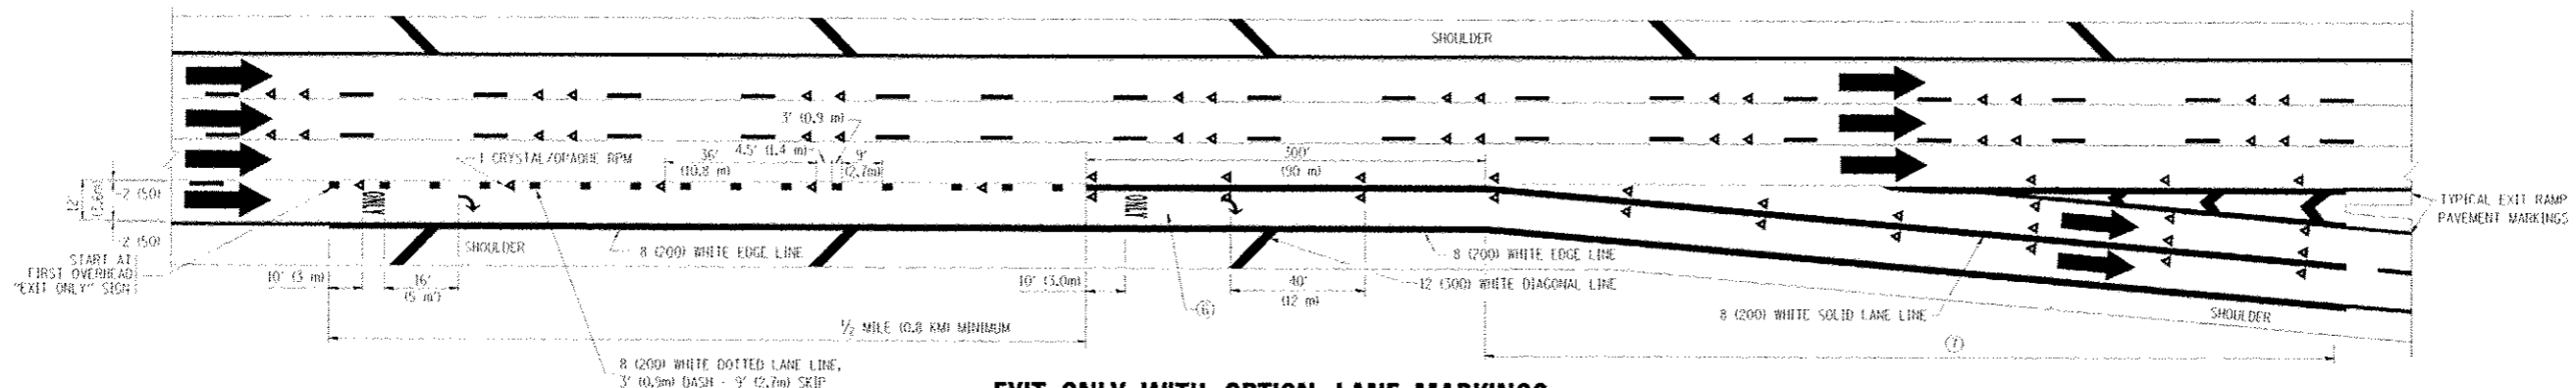 SHOULDER
3' (0.9 m)
36'
(10.8 m)
4.5' (1.4 m)
9'
(2.7m)
1 CRYSTAL/OPAQUE RPM
300'
(90 m)
12'
-2 (50)
-2 (50)
ONLY
ONLY
TYPICAL EXIT RAMP
PAVEMENT MARKINGS
START AT
FIRST OVERHEAD
"EXIT ONLY" SIGN
SHOULDER
8 (200) WHITE EDGE LINE
8 (200) WHITE EDGE LINE
10' (3 m)
16'
(5 m)
10' (3.0m)
6
40'
(12 m)
12 (300) WHITE DIAGONAL LINE
8 (200) WHITE SOLID LANE LINE
SHOULDER
1/2 MILE (0.8 KM) MINIMUM
7
8 (200) WHITE DOTTED LANE LINE,
3' (0.9m) DASH - 9' (2.7m) SKIP
EXIT ONLY WITH OPTION LANE MARKINGS